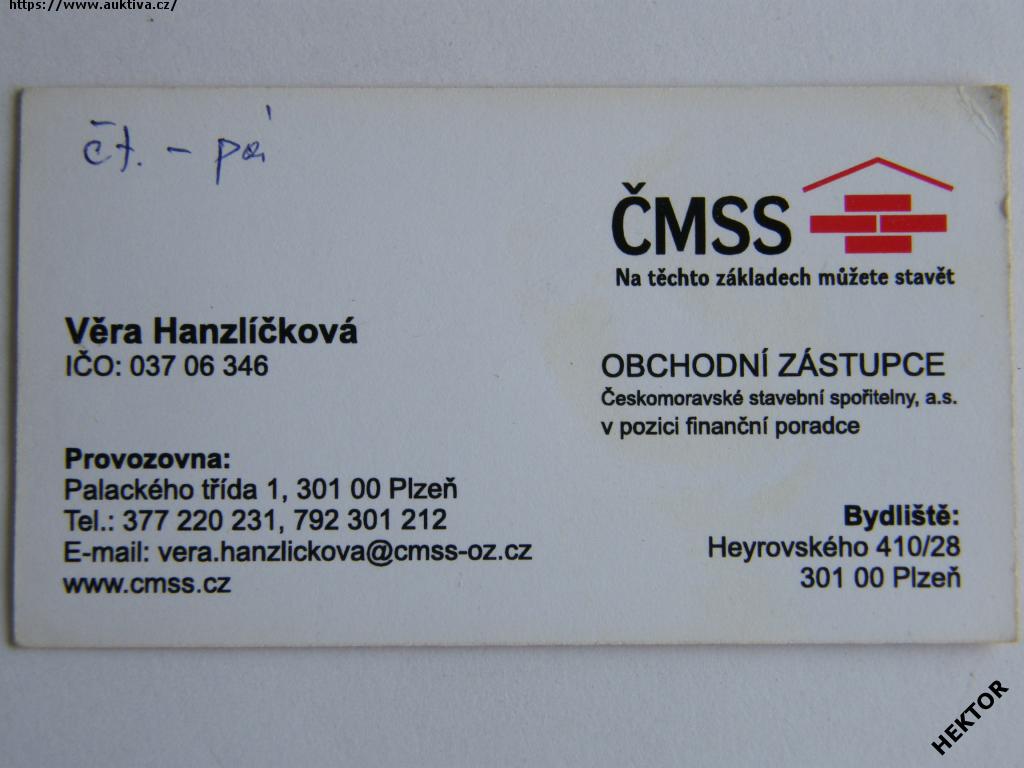 https://www.auktiva.cz/
čt. - pá
ČMSS
Na těchto základech můžete stavět
Věra Hanzlíčková
IČO: 037 06 346
OBCHODNÍ ZÁSTUPCE
Českomoravské stavební spořitelny, a.s.
v pozici finanční poradce
Provozovna:
Palackého třída 1, 301 00 Plzeň
Tel.: 377 220 231, 792 301 212
E-mail: vera.hanzlickova@cmss-oz.cz
www.cmss.cz
Bydliště:
Heyrovského 410/28
301 00 Plzeň
HEKTOR